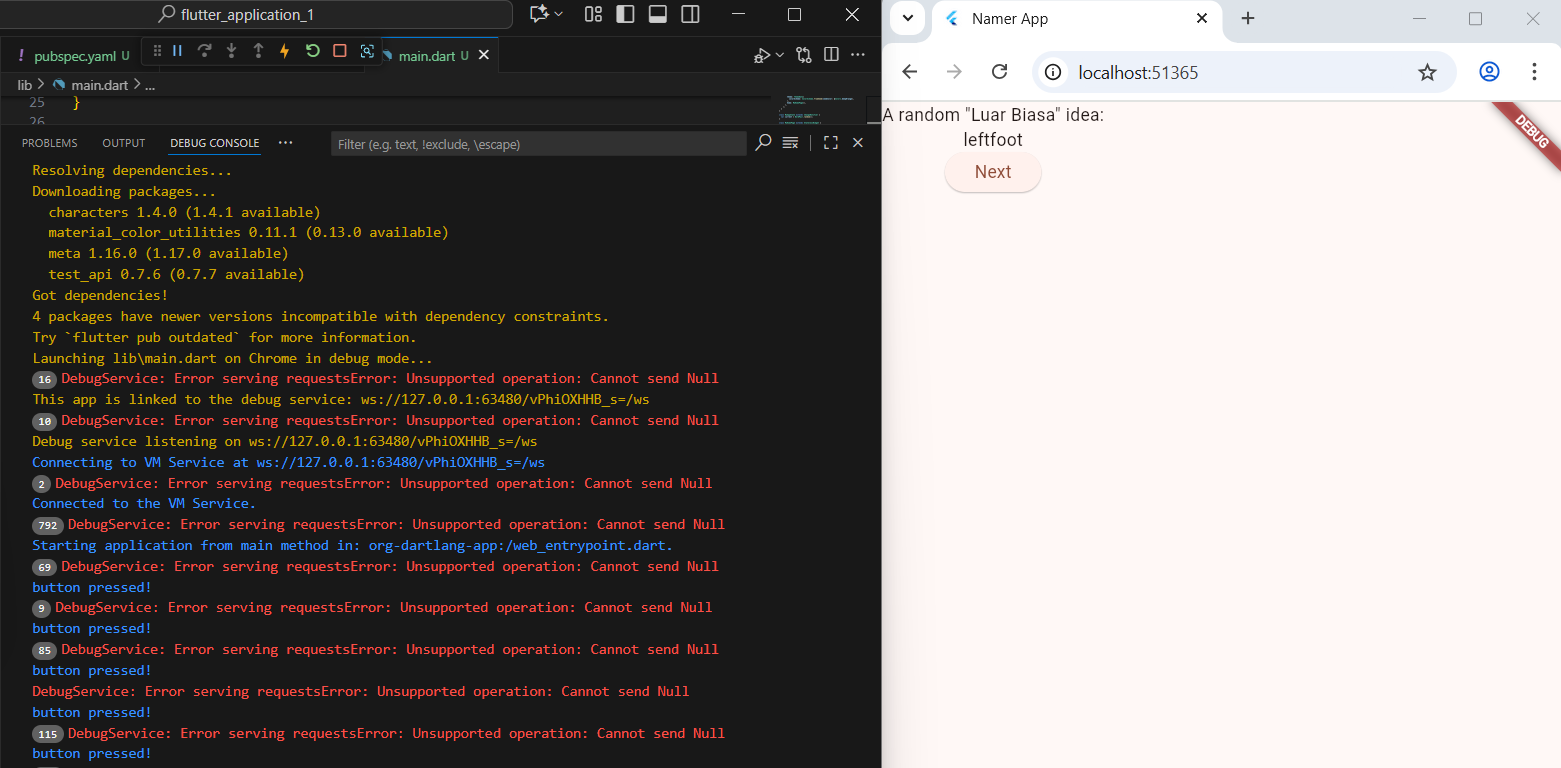 flutter_application_1
! pubspec.yaml U
main.dart U
lib > main.dart > ...
25 }
26
PROBLEMS OUTPUT DEBUG CONSOLE ...
Filter (e.g. text, !exclude, \escape)
Resolving dependencies...
Downloading packages...
characters 1.4.0 (1.4.1 available)
material_color_utilities 0.11.1 (0.13.0 available)
meta 1.16.0 (1.17.0 available)
test_api 0.7.6 (0.7.7 available)
Got dependencies!
4 packages have newer versions incompatible with dependency constraints.
Try `flutter pub outdated` for more information.
Launching lib\main.dart on Chrome in debug mode...
16 DebugService: Error serving requestsError: Unsupported operation: Cannot send Null
This app is linked to the debug service: ws://127.0.0.1:63480/vPhiOXHHB_s=/ws
10 DebugService: Error serving requestsError: Unsupported operation: Cannot send Null
Debug service listening on ws://127.0.0.1:63480/vPhiOXHHB_s=/ws
Connecting to VM Service at ws://127.0.0.1:63480/vPhiOXHHB_s=/ws
2 DebugService: Error serving requestsError: Unsupported operation: Cannot send Null
Connected to the VM Service.
792 DebugService: Error serving requestsError: Unsupported operation: Cannot send Null
Starting application from main method in: org-dartlang-app:/web_entrypoint.dart.
69 DebugService: Error serving requestsError: Unsupported operation: Cannot send Null
button pressed!
9 DebugService: Error serving requestsError: Unsupported operation: Cannot send Null
button pressed!
85 DebugService: Error serving requestsError: Unsupported operation: Cannot send Null
button pressed!
DebugService: Error serving requestsError: Unsupported operation: Cannot send Null
button pressed!
115 DebugService: Error serving requestsError: Unsupported operation: Cannot send Null
button pressed!
Namer App
localhost:51365
A random "Luar Biasa" idea:
leftfoot
Next
DEBUG